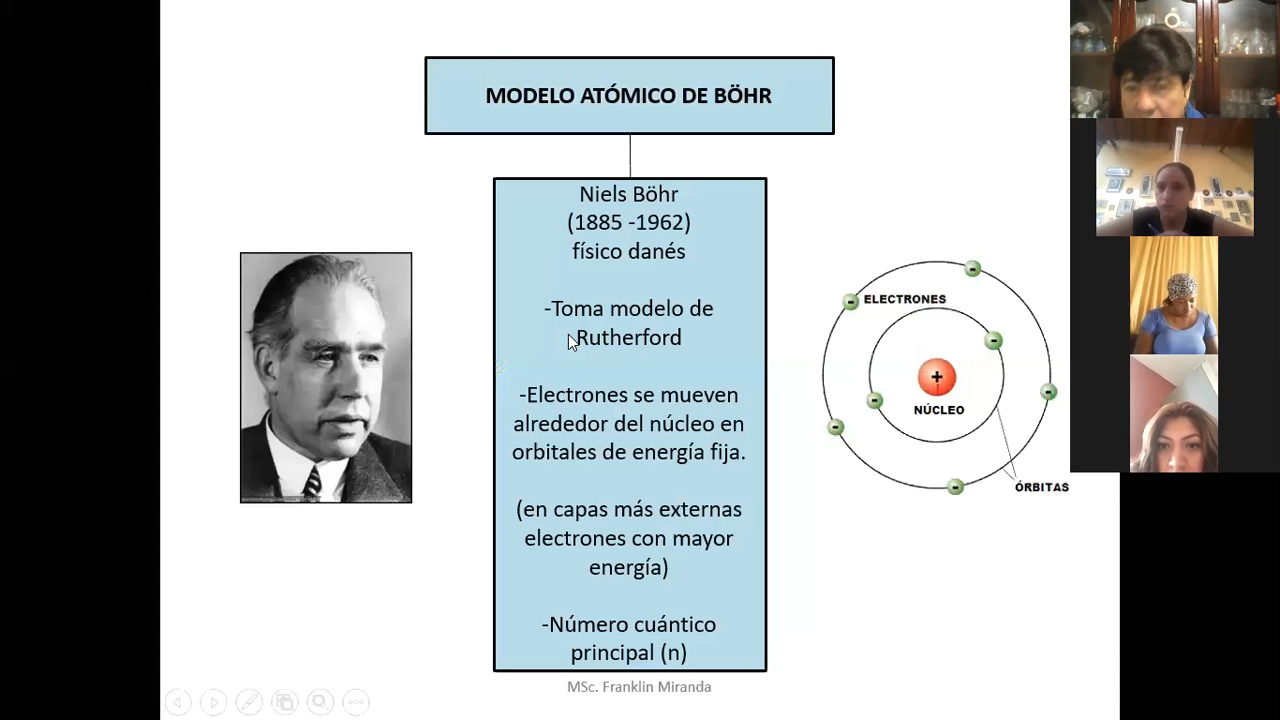 MODELO ATÓMICO DE BÖHR
Niels Böhr
(1885 -1962)
físico danés
-Toma modelo de
Rutherford
-Electrones se mueven
alrededor del núcleo en
orbitales de energía fija.
(en capas más externas
electrones con mayor
energía)
-Número cuántico
principal (n)
ELECTRONES
+
NÚCLEO
ÓRBITAS
MSc. Franklin Miranda